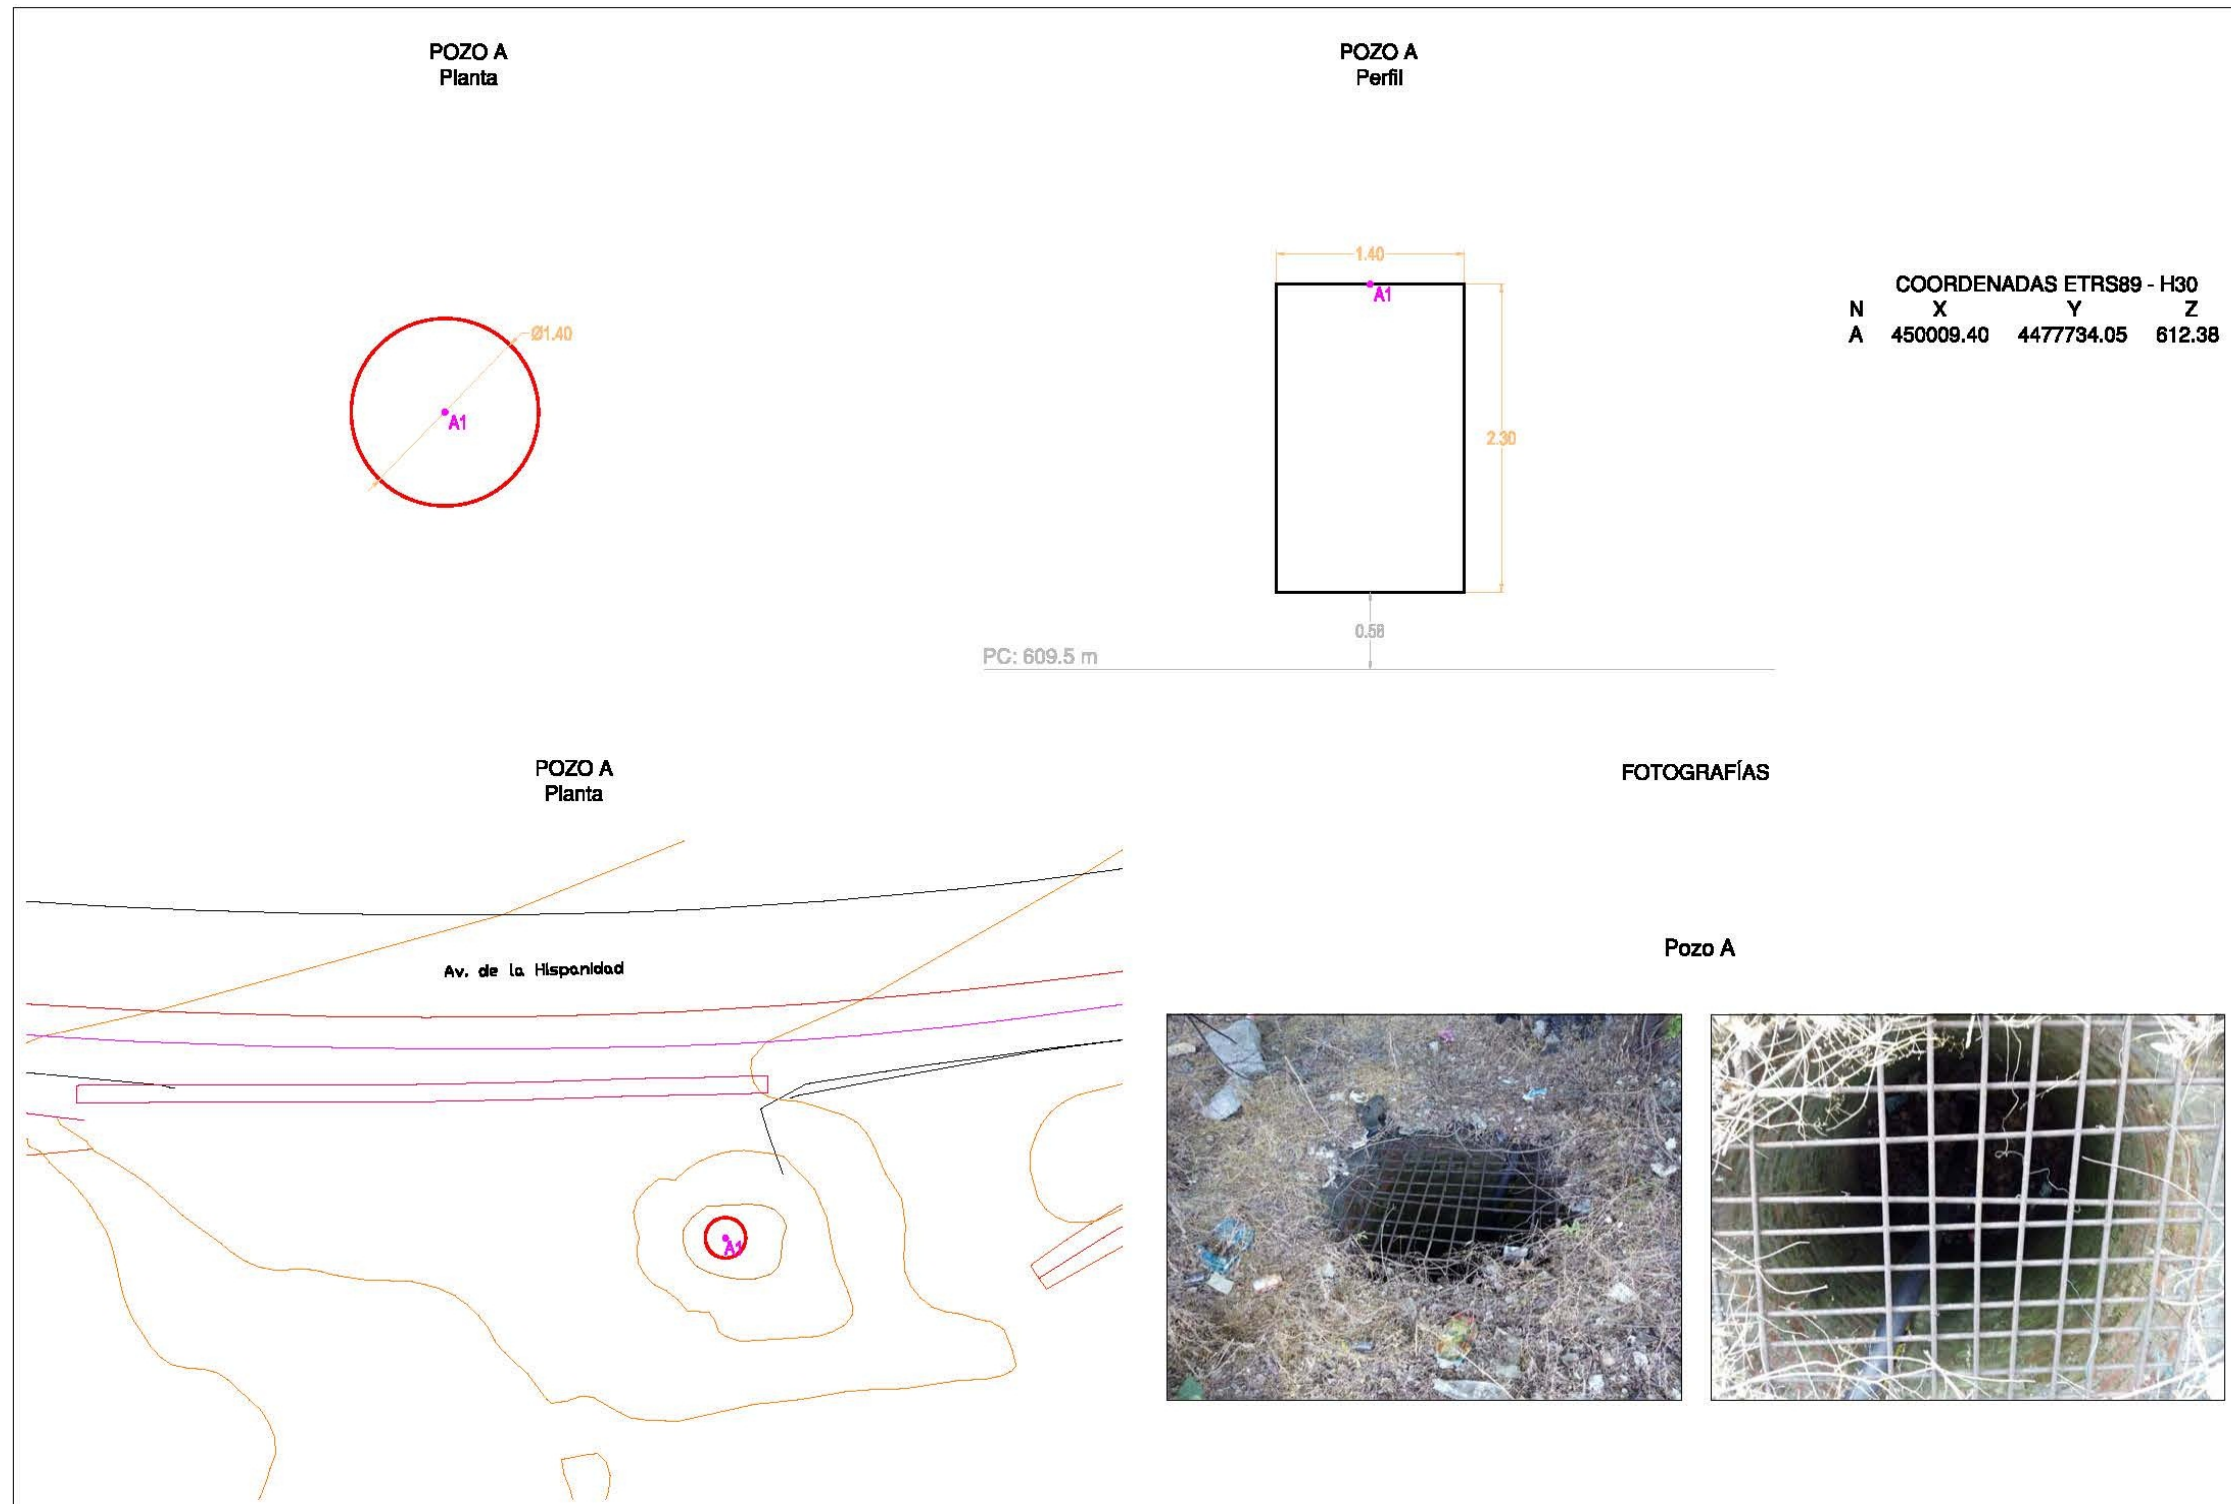 POZO A
Planta
POZO A
Perfil
Ø1.40
A1
1.40
A1
2.30
0.58
PC: 609.5 m
COORDENADAS ETRS89 - H30
N X Y Z
A 450009.40 4477734.05 612.38
POZO A
Planta
Av. de la Hispanidad
A1
FOTOGRAFÍAS
Pozo A